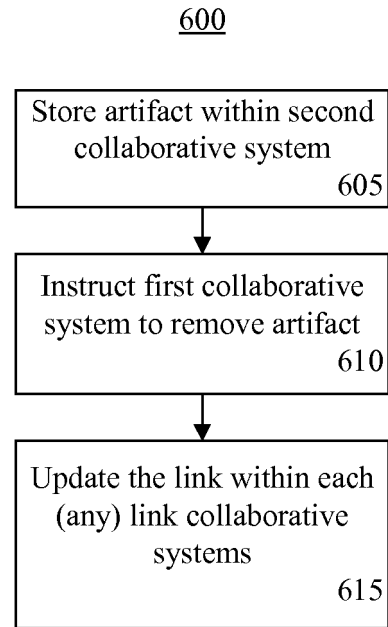 600
Store artifact within second
collaborative system
605
Instruct first collaborative
system to remove artifact
610
Update the link within each
(any) link collaborative
systems
615